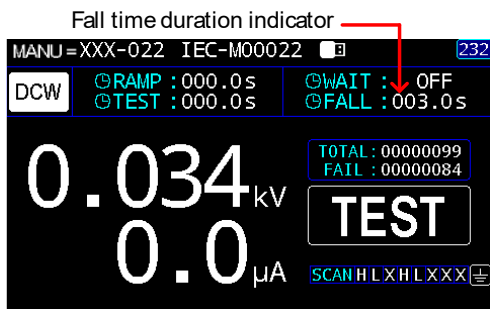 Fall time duration indicator
MANU=XXX-022 IEC-M00022 232
DCW RAMP :000.0s WAIT : OFF
TEST :000.0s FALL :003.0s
0.034kV
TOTAL:00000099
FAIL :00000084
TEST
0.0µA
SCAN H L X H L X X X